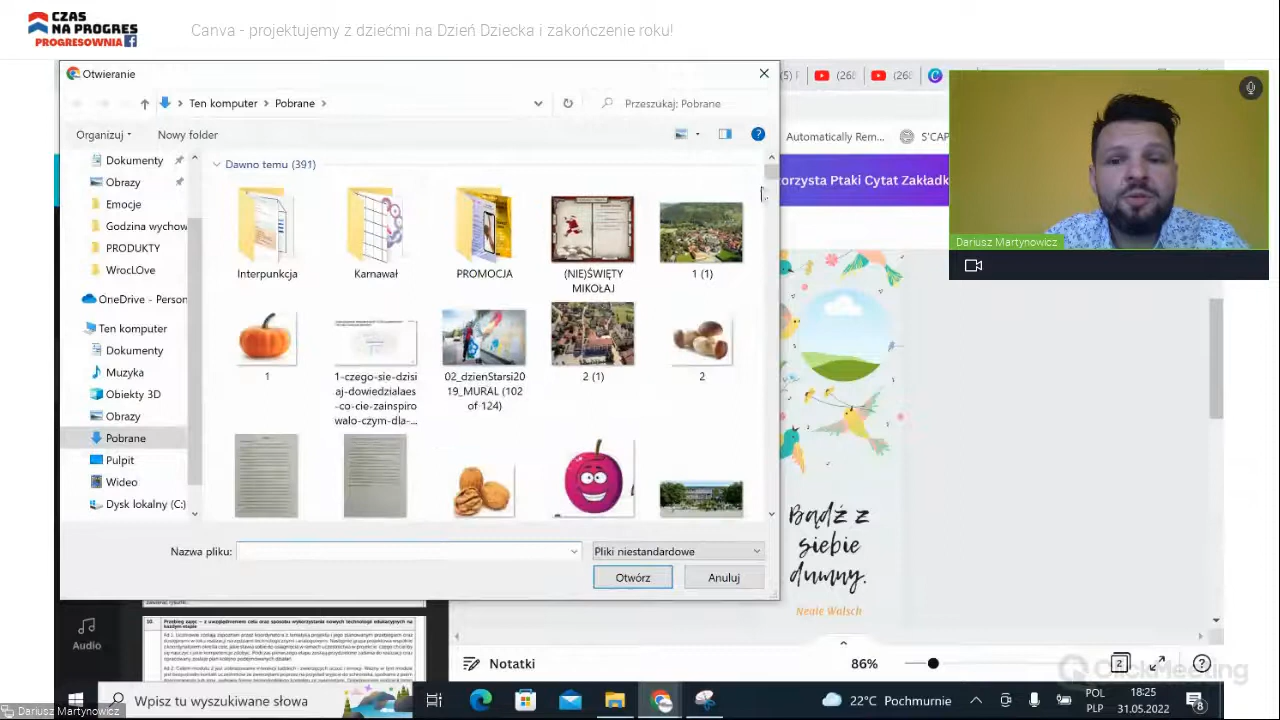 CZAS
NA PROGRES
PROGRESOWNIA
Canva - projektujemy z dziećmi na Dzień Dziecka i zakończenie roku!
Otwieranie
Ten komputer
Pobrane
Przeszukaj: Pobrane
Organizuj
Nowy folder
Dokumenty
Obrazy
Emocje
Godzina wychow
PRODUKTY
WrocLOve
OneDrive - Person
Ten komputer
Dokumenty
Muzyka
Obiekty 3D
Obrazy
Pobrane
Pulpit
Wideo
Dysk lokalny (C:)
Dawno temu (391)
Interpunkcja
Karnawał
PROMOCJA
(NIE)ŚWIĘTY
MIKOŁAJ
1 (1)
1
1-czego-sie-dzisi
aj-dowiedzialaes-
-co-cie-zainspiro
walo-czym-dla-...
02_dzienStarsi20
19_MURAL (102
of 124)
2 (1)
2
Nazwa pliku:
Pliki niestandardowe
Otwórz
Anuluj
(268
(268
Automatically Rem...
S'CAP
orzysta Ptaki Cytat Zakładk
Dariusz Martynowicz
Bądź z
siebie
dumny.
Neale Walsch
Audio
Notatki
86%
2
Wpisz tu wyszukiwane słowa
22°C Pochmurnie
POL
PLP
18:25
31.05.2022
8
Dariusz Martynowicz